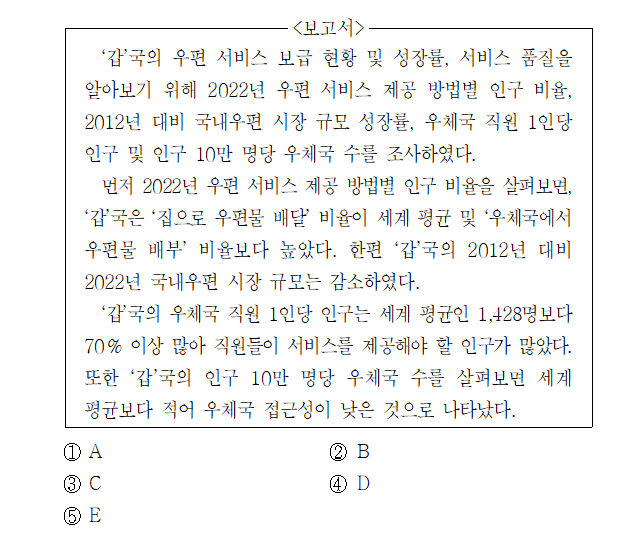 <보고서>
‘갑’국의 우편 서비스 보급 현황 및 성장률, 서비스 품질을
알아보기 위해 2022년 우편 서비스 제공 방법별 인구 비율,
2012년 대비 국내우편 시장 규모 성장률, 우체국 직원 1인당
인구 및 인구 10만 명당 우체국 수를 조사하였다.
먼저 2022년 우편 서비스 제공 방법별 인구 비율을 살펴보면,
‘갑’국은 ‘집으로 우편물 배달’ 비율이 세계 평균 및 ‘우체국에서
우편물 배부’ 비율보다 높았다. 한편 ‘갑’국의 2012년 대비
2022년 국내우편 시장 규모는 감소하였다.
‘갑’국의 우체국 직원 1인당 인구는 세계 평균인 1,428명보다
70% 이상 많아 직원들이 서비스를 제공해야 할 인구가 많았다.
또한 ‘갑’국의 인구 10만 명당 우체국 수를 살펴보면 세계
평균보다 적어 우체국 접근성이 낮은 것으로 나타났다.
① A ② B
③ C ④ D
⑤ E